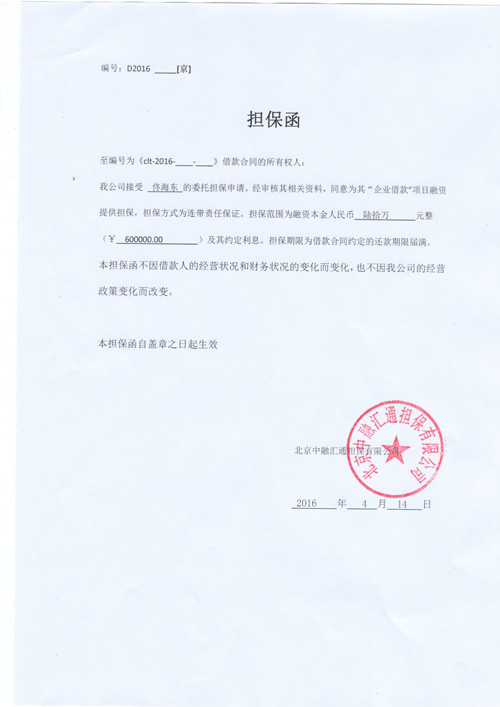 编号：D2016 _____[京]
担保函
至编号为《clt-2016-____-____》借款合同的所有权人：
我公司接受 佟海东 的委托担保申请。经审核其相关资料，同意为其“企业借款”项目融资
提供担保，担保方式为连带责任保证。担保范围为融资本金人民币 陆拾万 元整
（￥ 600000.00 ）及其约定利息。担保期限为借款合同约定的还款期限届满。
本担保函不因借款人的经营状况和财务状况的变化而变化，也不因我公司的经营
政策变化而改变。
本担保函自盖章之日起生效
北京中融汇通担保有限公司
北京中融汇通担保有限公司
2016 年 4 月 14 日